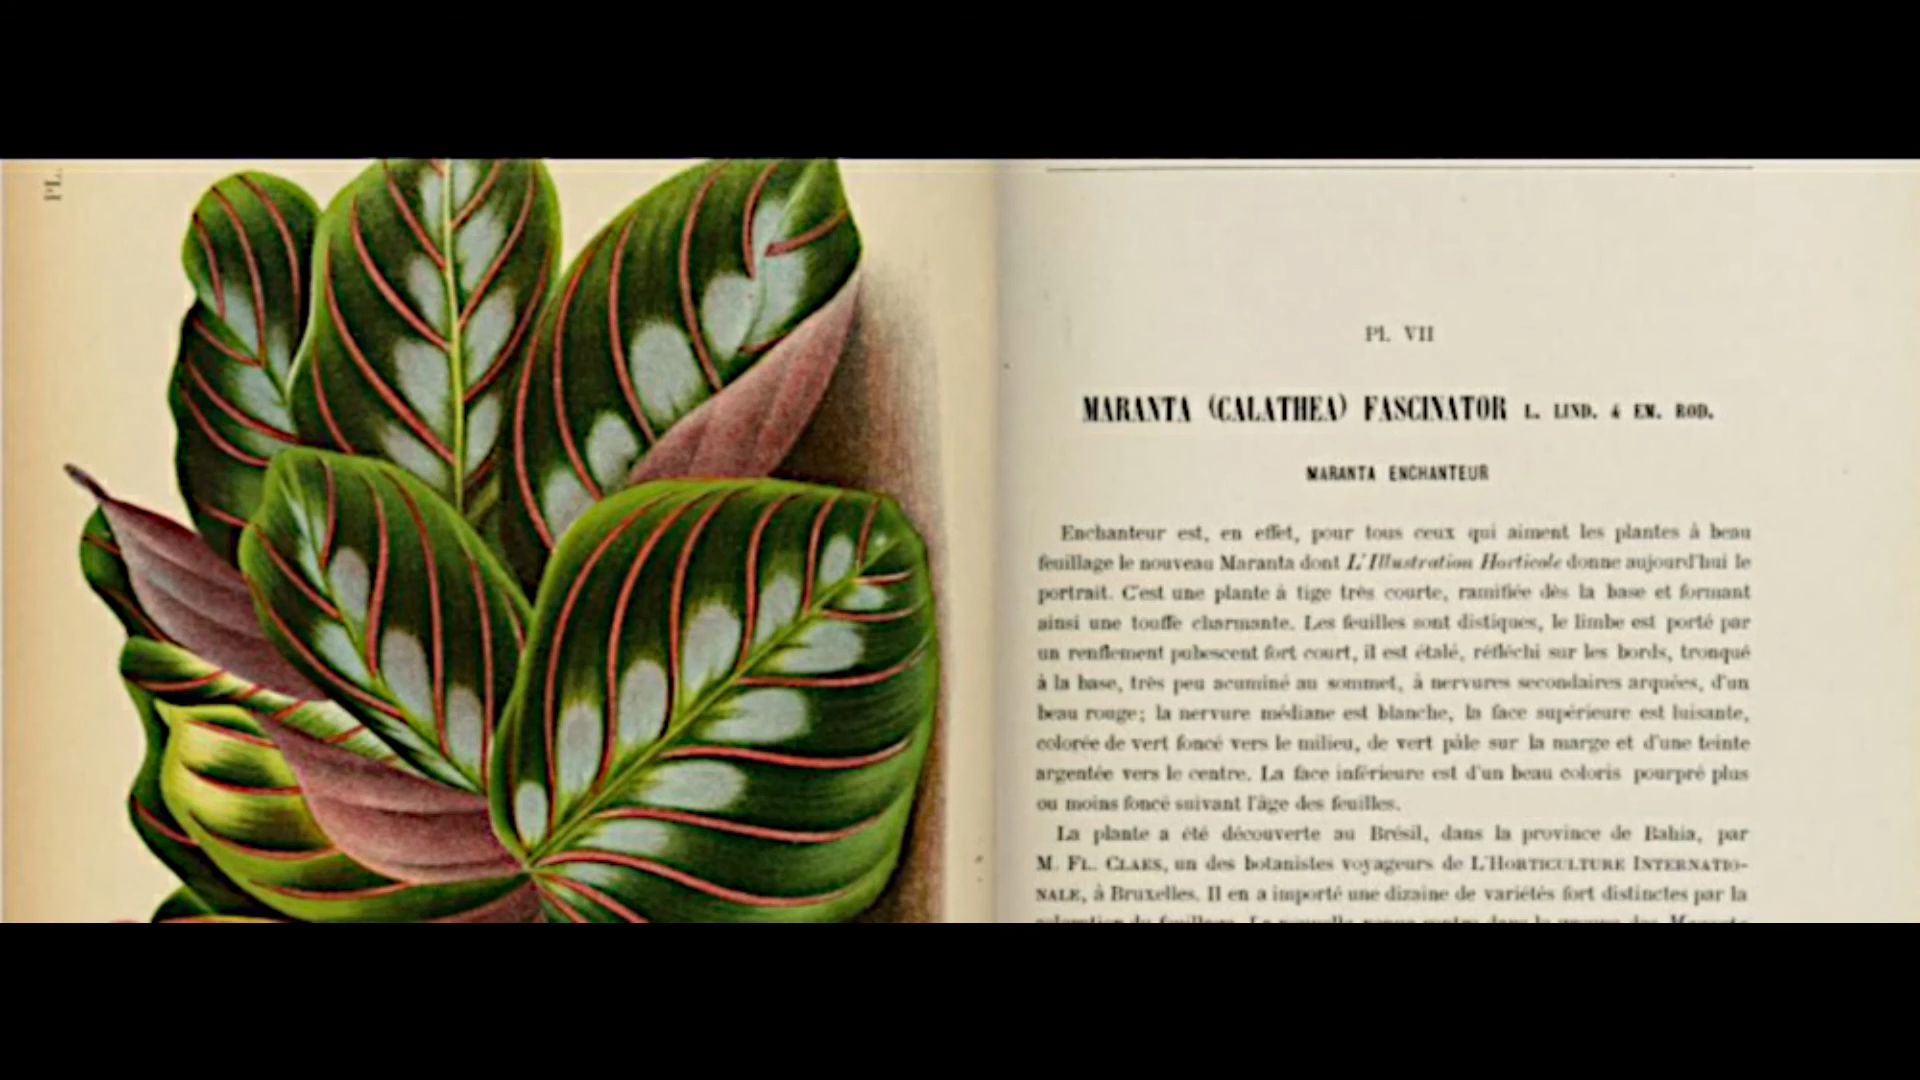 PL.
Pl. VII
MARANTA (CALATHEA) FASCINATOR L. LIND. & EM. ROD.
MARANTA ENCHANTEUR
Enchanteur est, en effet, pour tous ceux qui aiment les plantes à beau
feuillage le nouveau Maranta dont L'Illustration Horticole donne aujourd'hui le
portrait. C'est une plante à tige très courte, ramifiée dès la base et formant
ainsi une touffe charmante. Les feuilles sont distiques, le limbe est porté par
un renflement pubescent fort court, il est étalé, réfléchi sur les bords, tronqué
à la base, très peu acuminé au sommet, à nervures secondaires arquées, d'un
beau rouge; la nervure médiane est blanche, la face supérieure est luisante,
colorée de vert foncé vers le milieu, de vert pâle sur la marge et d'une teinte
argentée vers le centre. La face inférieure est d'un beau coloris pourpré plus
ou moins foncé suivant l'âge des feuilles.
La plante a été découverte au Brésil, dans la province de Bahia, par
M. FL. CLAES, un des botanistes voyageurs de L'HORTICULTURE INTERNATIO-
NALE, à Bruxelles. Il en a importé une dizaine de variétés fort distinctes par la